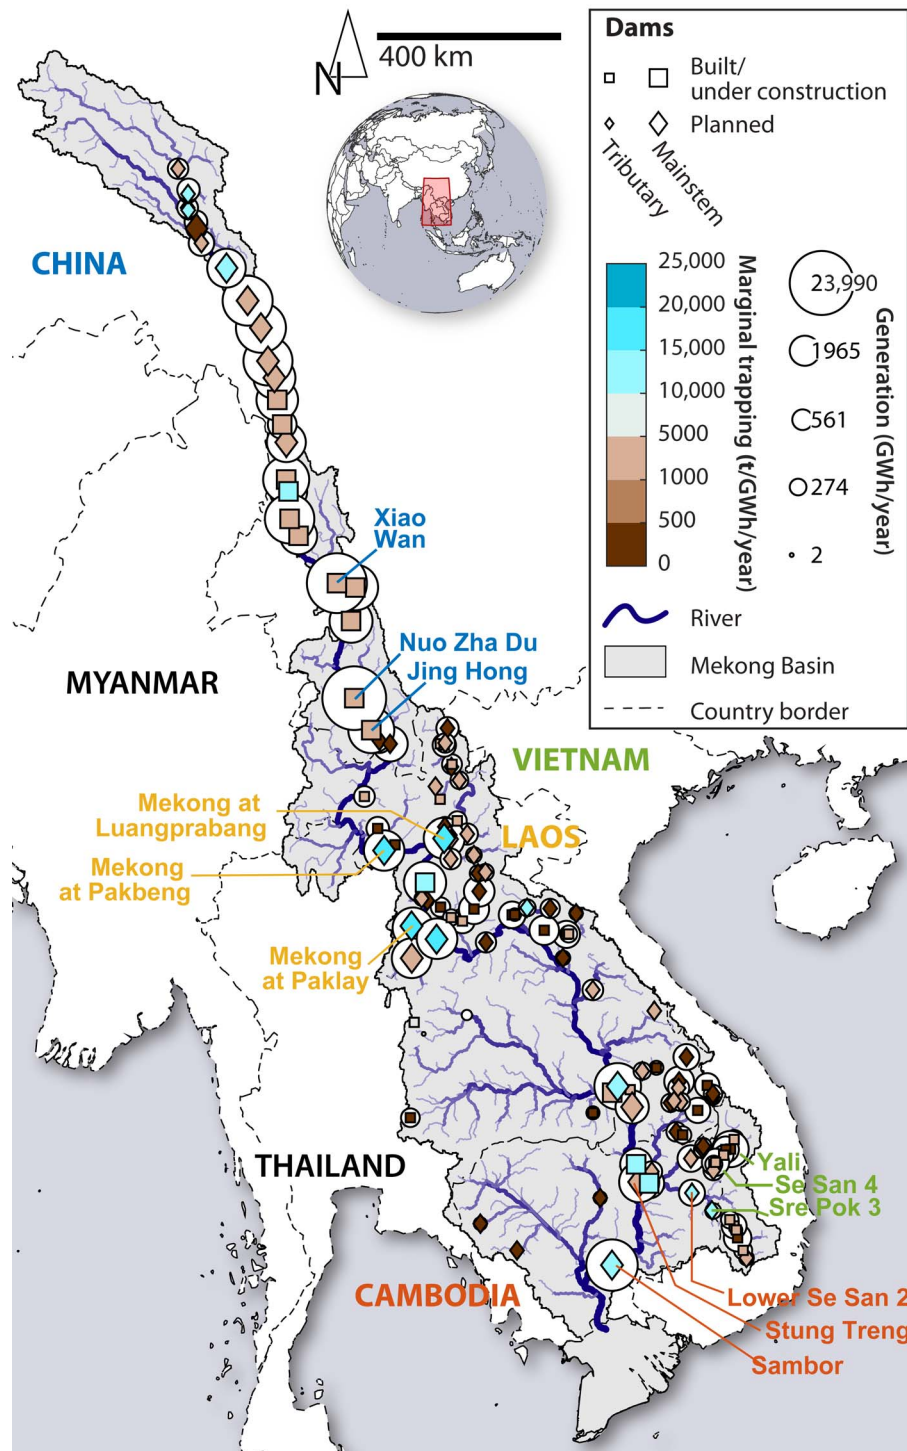 N
400 km
Dams
Built/
under construction
Planned
Tributary
Mainstem
25,000
20,000
15,000
10,000
5000
1000
500
0
Marginal trapping (t/GWh/year)
23,990
1965
561
274
2
Generation (GWh/year)
River
Mekong Basin
Country border
CHINA
Xiao
Wan
Nuo Zha Du
Jing Hong
MYANMAR
VIETNAM
Mekong at
Luangprabang
LAOS
Mekong
at Pakbeng
Mekong
at Paklay
THAILAND
Yali
Se San 4
Sre Pok 3
CAMBODIA
Lower Se San 2
Stung Treng
Sambor